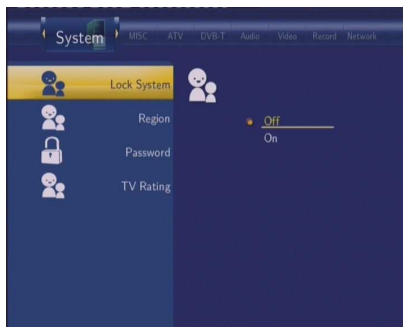 System MISC ATV DVB-T Audio Video Record Network
Lock System
Region
Password
TV Rating
Off
On